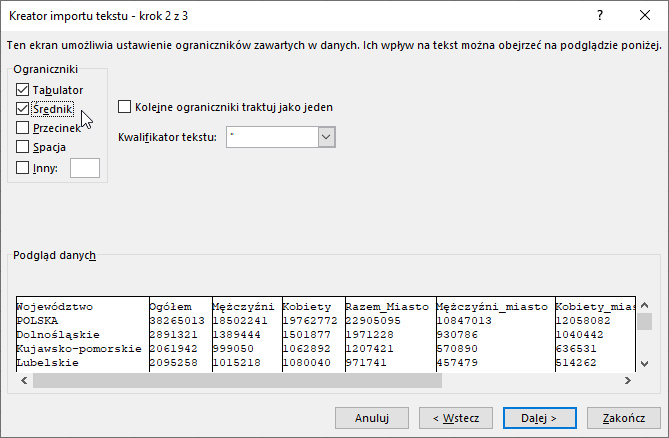 Kreator importu tekstu - krok 2 z 3
Ten ekran umożliwia ustawienie ograniczników zawartych w danych. Ich wpływ na tekst można obejrzeć na podglądzie poniżej.
Ograniczniki
Tabulator
Średnik
Przecinek
Spacja
Inny:
Kolejne ograniczniki traktuj jako jeden
Kwalifikator tekstu: "
Podgląd danych
Województwo Ogółem Mężczyźni Kobiety Razem_Miasto Mężczyźni_miasto Kobiety_mias
POLSKA 38265013 18502241 19762772 22905095 10847013 12058082
Dolnośląskie 2891321 1389444 1501877 1971228 930786 1040442
Kujawsko-pomorskie 2061942 999050 1062892 1207421 570890 636531
Lubelskie 2095258 1015218 1080040 971741 457479 514262
Anuluj < Wstecz Dalej > Zakończ